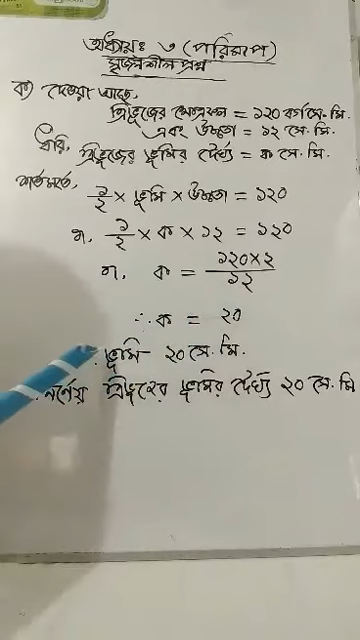 অধ্যায়ঃ ৩ (পরিমাপ)
সৃজনশীল প্রশ্ন
ক) দেওয়া আছে,
ত্রিভুজের ক্ষেত্রফল = ১২০ বর্গ সে. মি.
এবং উচ্চতা = ১২ সে. মি.
ধরি, ত্রিভুজের ভূমির দৈর্ঘ্য = ক সে. মি.
শর্তমতে,
১/২ × ভূমি × উচ্চতা = ১২০
বা, ১/২ × ক × ১২ = ১২০
বা, ক = ১২০×২/১২
∴ ক = ২০
ভূমি ২০ সে. মি.
নির্ণেয় ত্রিভুজের ভূমির দৈর্ঘ্য ২০ সে. মি